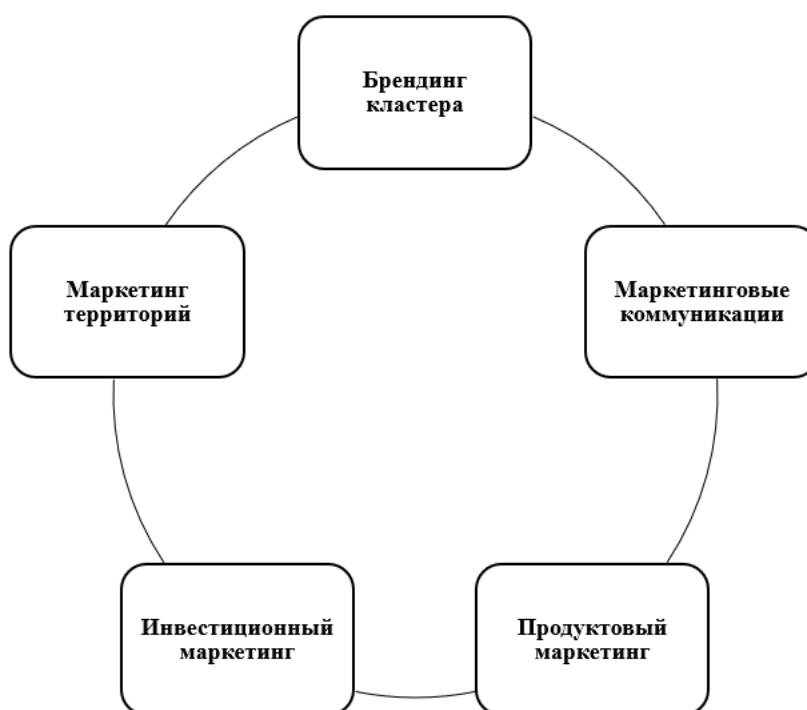 Брендинг
кластера
Маркетинг
территорий
Маркетинговые
коммуникации
Инвестиционный
маркетинг
Продуктовый
маркетинг